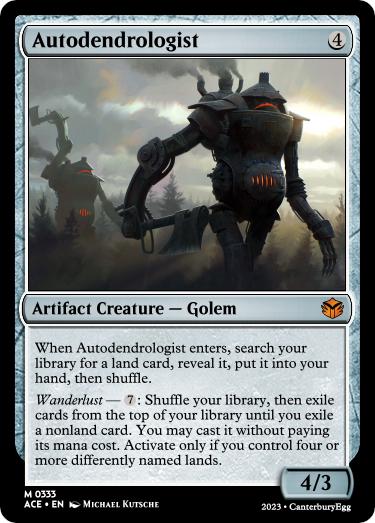 Autodendrologist 4
Artifact Creature — Golem
When Autodendrologist enters, search your
library for a land card, reveal it, put it into your
hand, then shuffle.
Wanderlust — 7: Shuffle your library, then exile
cards from the top of your library until you exile
a nonland card. You may cast it without paying
its mana cost. Activate only if you control four
or more differently named lands.
4/3
M 0333
ACE • EN Michael Kutsche
2023 • CanterburyEgg